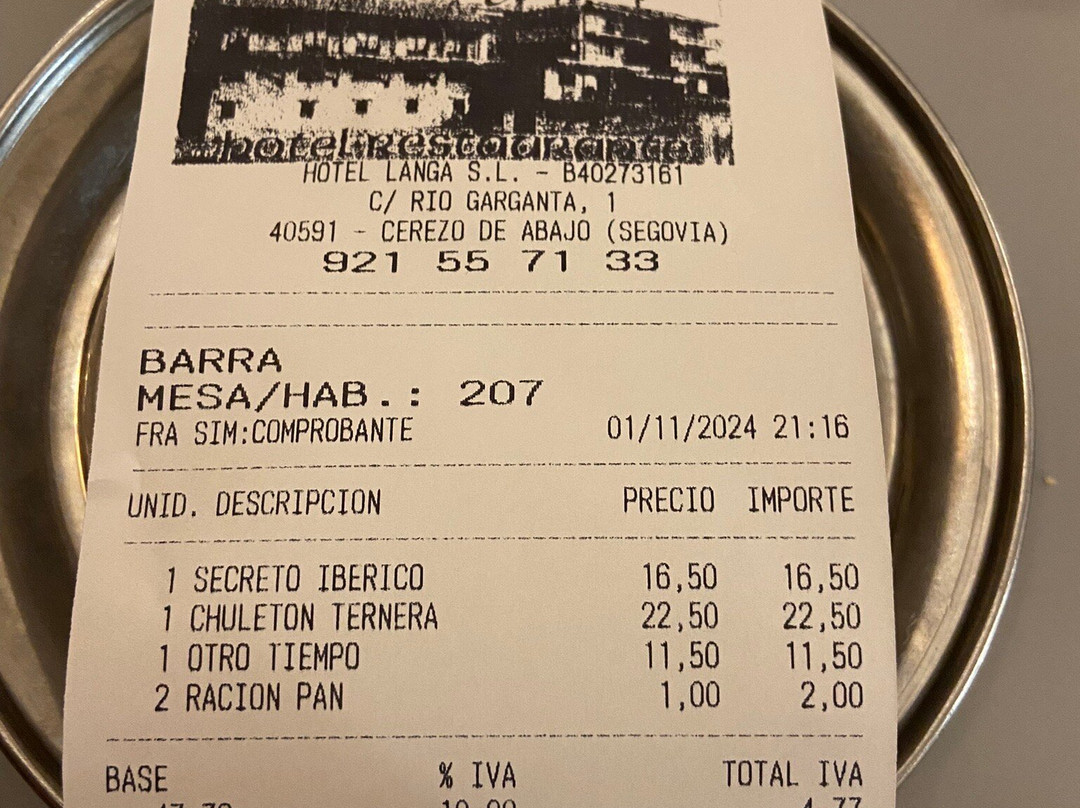 hotel Restaurante
HOTEL LANGA S.L. - B40273161
C/ RIO GARGANTA, 1
40591 - CEREZO DE ABAJO (SEGOVIA)
921 55 71 33
BARRA
MESA/HAB.: 207
FRA SIM:COMPROBANTE 01/11/2024 21:16
UNID. DESCRIPCION PRECIO IMPORTE
1 SECRETO IBERICO 16,50 16,50
1 CHULETON TERNERA 22,50 22,50
1 OTRO TIEMPO 11,50 11,50
2 RACION PAN 1,00 2,00
BASE % IVA TOTAL IVA